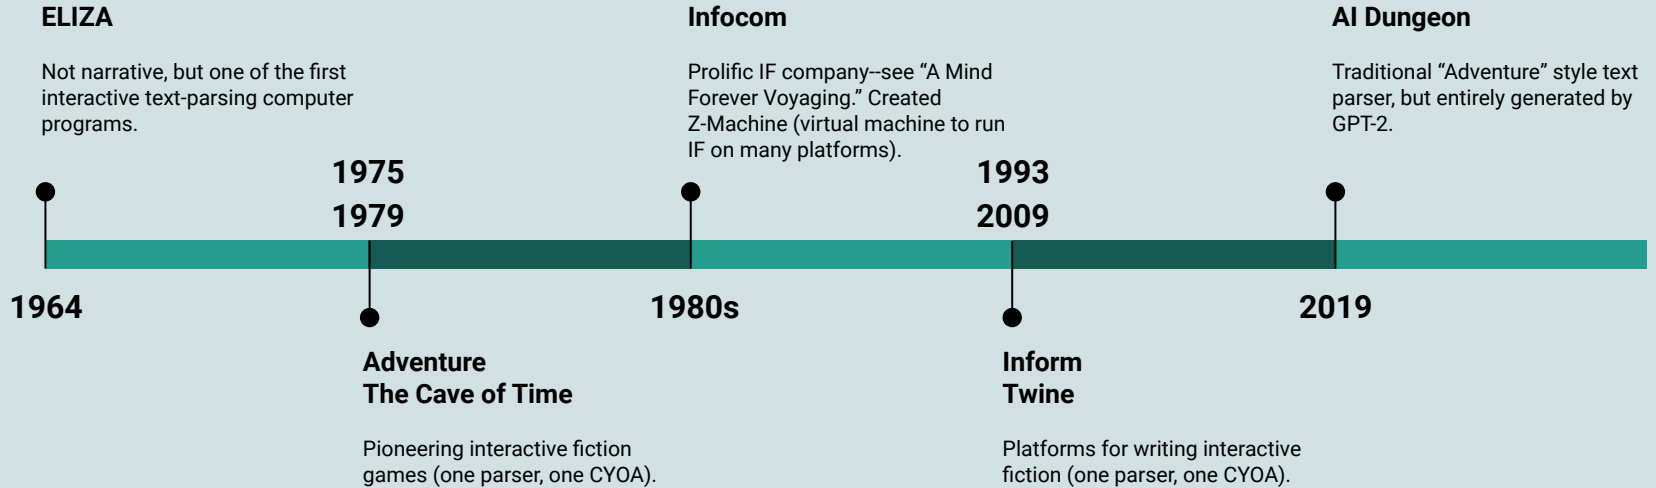 ELIZA
Not narrative, but one of the first
interactive text-parsing computer
programs.
1964
1975
1979
Adventure
The Cave of Time
Pioneering interactive fiction
games (one parser, one CYOA).
Infocom
Prolific IF company--see “A Mind
Forever Voyaging.” Created
Z-Machine (virtual machine to run
IF on many platforms).
1980s
1993
2009
Inform
Twine
Platforms for writing interactive
fiction (one parser, one CYOA).
AI Dungeon
Traditional “Adventure” style text
parser, but entirely generated by
GPT-2.
2019